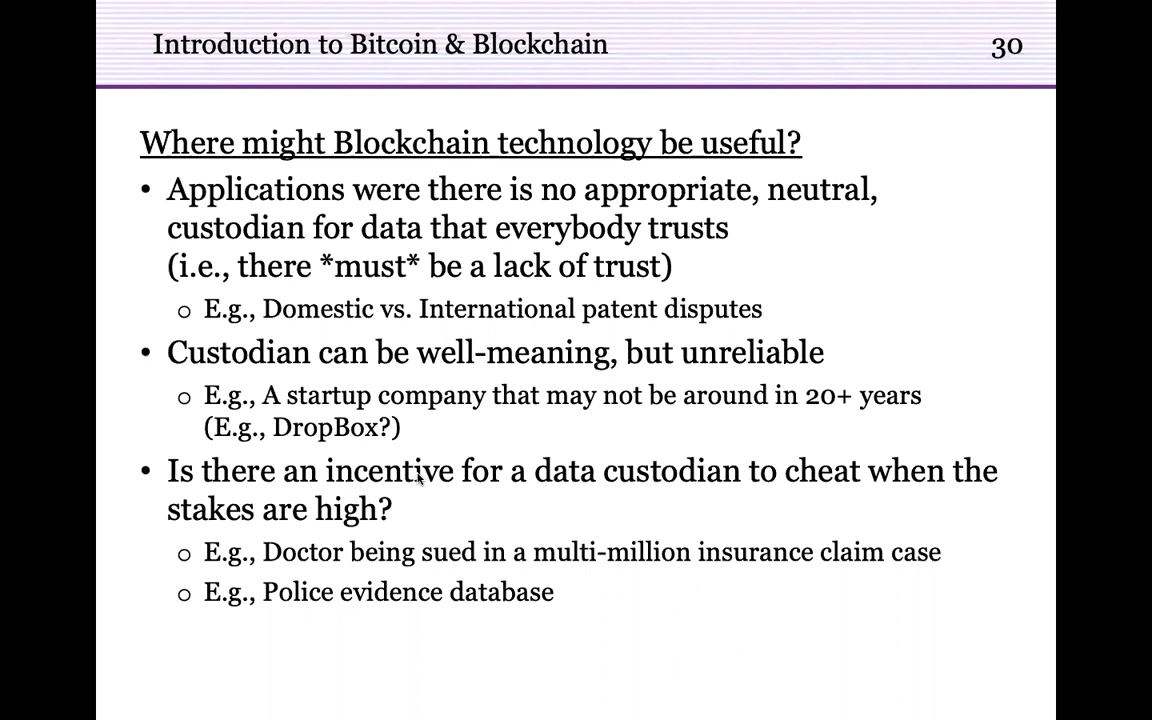 Introduction to Bitcoin & Blockchain
30
Where might Blockchain technology be useful?
• Applications were there is no appropriate, neutral,
custodian for data that everybody trusts
(i.e., there *must* be a lack of trust)
o E.g., Domestic vs. International patent disputes
• Custodian can be well-meaning, but unreliable
o E.g., A startup company that may not be around in 20+ years
(E.g., DropBox?)
• Is there an incentive for a data custodian to cheat when the
stakes are high?
o E.g., Doctor being sued in a multi-million insurance claim case
o E.g., Police evidence database